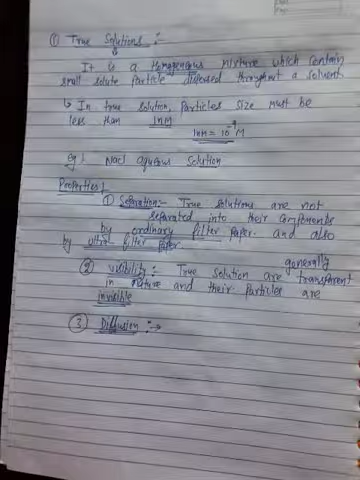 ① True Solutions :-
It is a Homogeneous mixture which contain
small solute particle dispersed throughout a solvent
↳ In true solution, particles size must be
less than 1nM
1nM = 10⁻⁹ M
eg! NaCl aqueous solution
Properties!
① Separation:- True solutions are not
separated into their components
by ordinary filter paper. and also
by ultra filter paper.
② visibility:- True solution are generally transparent
in nature and their particles are
invisible
③ Diffusion :→